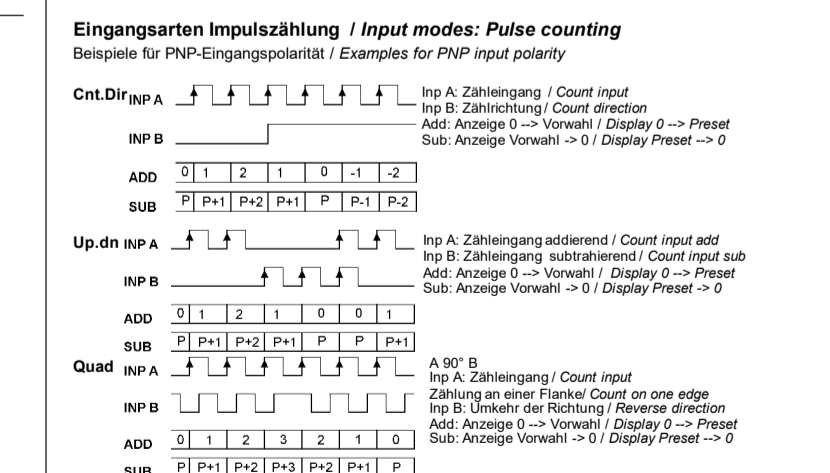 Eingangsarten Impulszählung / Input modes: Pulse counting
Beispiele für PNP-Eingangspolarität / Examples for PNP input polarity
Cnt.Dir INP A
Inp A: Zähleingang / Count input
Inp B: Zählrichtung / Count direction
INP B
Add: Anzeige 0 --> Vorwahl / Display 0 --> Preset
Sub: Anzeige Vorwahl -> 0 / Display Preset --> 0
ADD 0 1 2 1 0 -1 -2
SUB P P+1 P+2 P+1 P P-1 P-2
Up.dn INP A
Inp A: Zähleingang addierend / Count input add
Inp B: Zähleingang subtrahierend / Count input sub
INP B
Add: Anzeige 0 --> Vorwahl / Display 0 --> Preset
Sub: Anzeige Vorwahl -> 0 / Display Preset -> 0
ADD 0 1 2 1 0 0 1
SUB P P+1 P+2 P+1 P P P+1
Quad INP A
A 90° B
Inp A: Zähleingang / Count input
Zählung an einer Flanke/ Count on one edge
INP B
Inp B: Umkehr der Richtung / Reverse direction
Add: Anzeige 0 --> Vorwahl / Display 0 --> Preset
Sub: Anzeige Vorwahl -> 0 / Display Preset --> 0
ADD 0 1 2 3 2 1 0
SUB P P+1 P+2 P+3 P+2 P+1 P